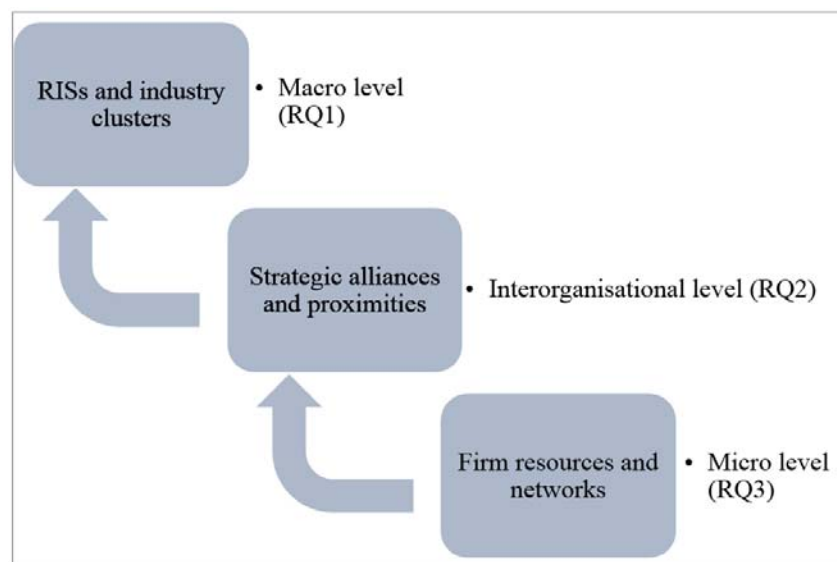 RISs and industry
clusters
• Macro level
(RQ1)
Strategic alliances
and proximities
• Interorganisational level (RQ2)
Firm resources and
networks
• Micro level
(RQ3)